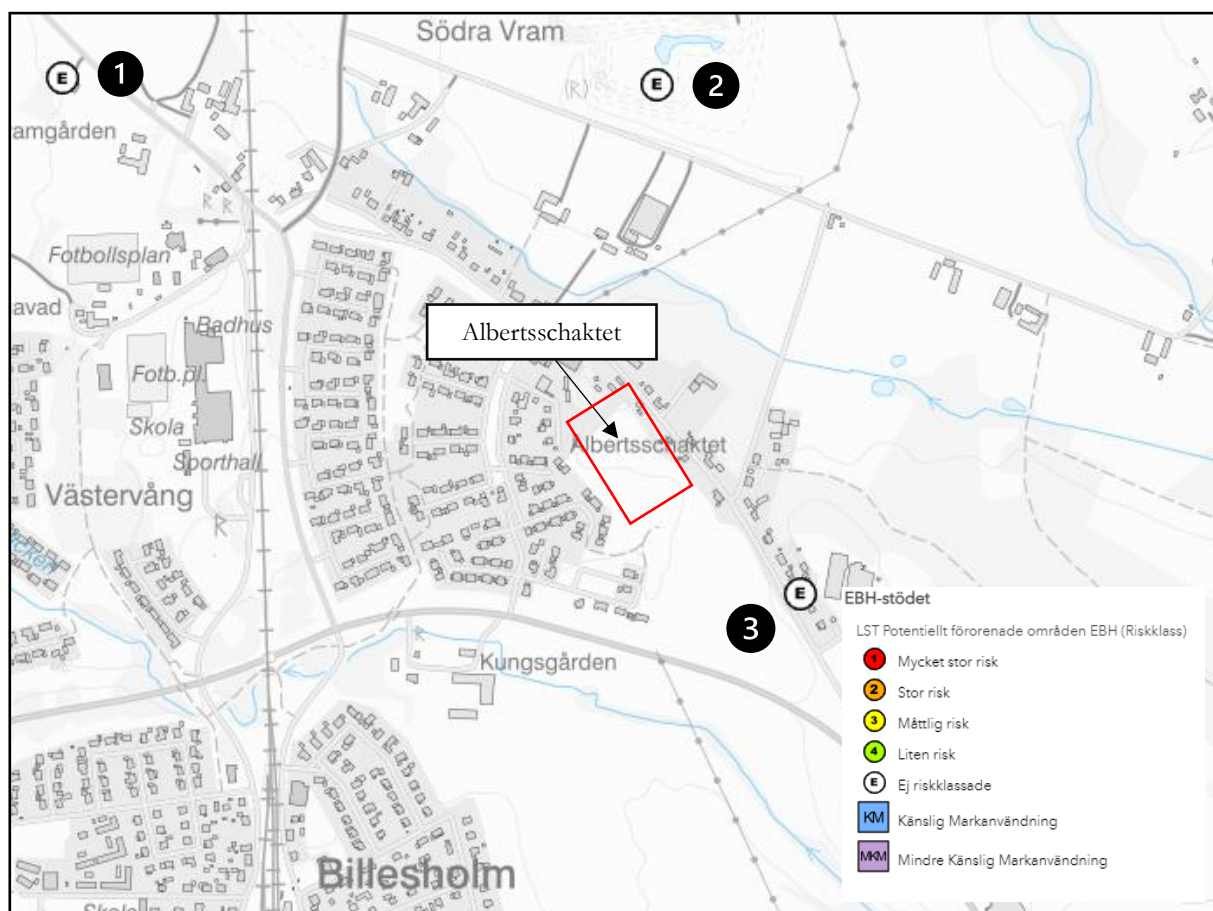 Södra Vram
E
1
E
2
(R)
amgården
R R
Fotbollsplan
avad
Badhus
Albertsschaktet
Fotb.pl.
Albertsschaktet
Skola
Sporthall
Västervång
R
E
3
R
Kungsgården
Billesholm
Skola
EBH-stödet
LST Potentiellt förorenade områden EBH (Riskklass)
1 Mycket stor risk
2 Stor risk
3 Måttlig risk
4 Liten risk
E Ej riskklassade
KM Känslig Markanvändning
MKM Mindre Känslig Markanvändning